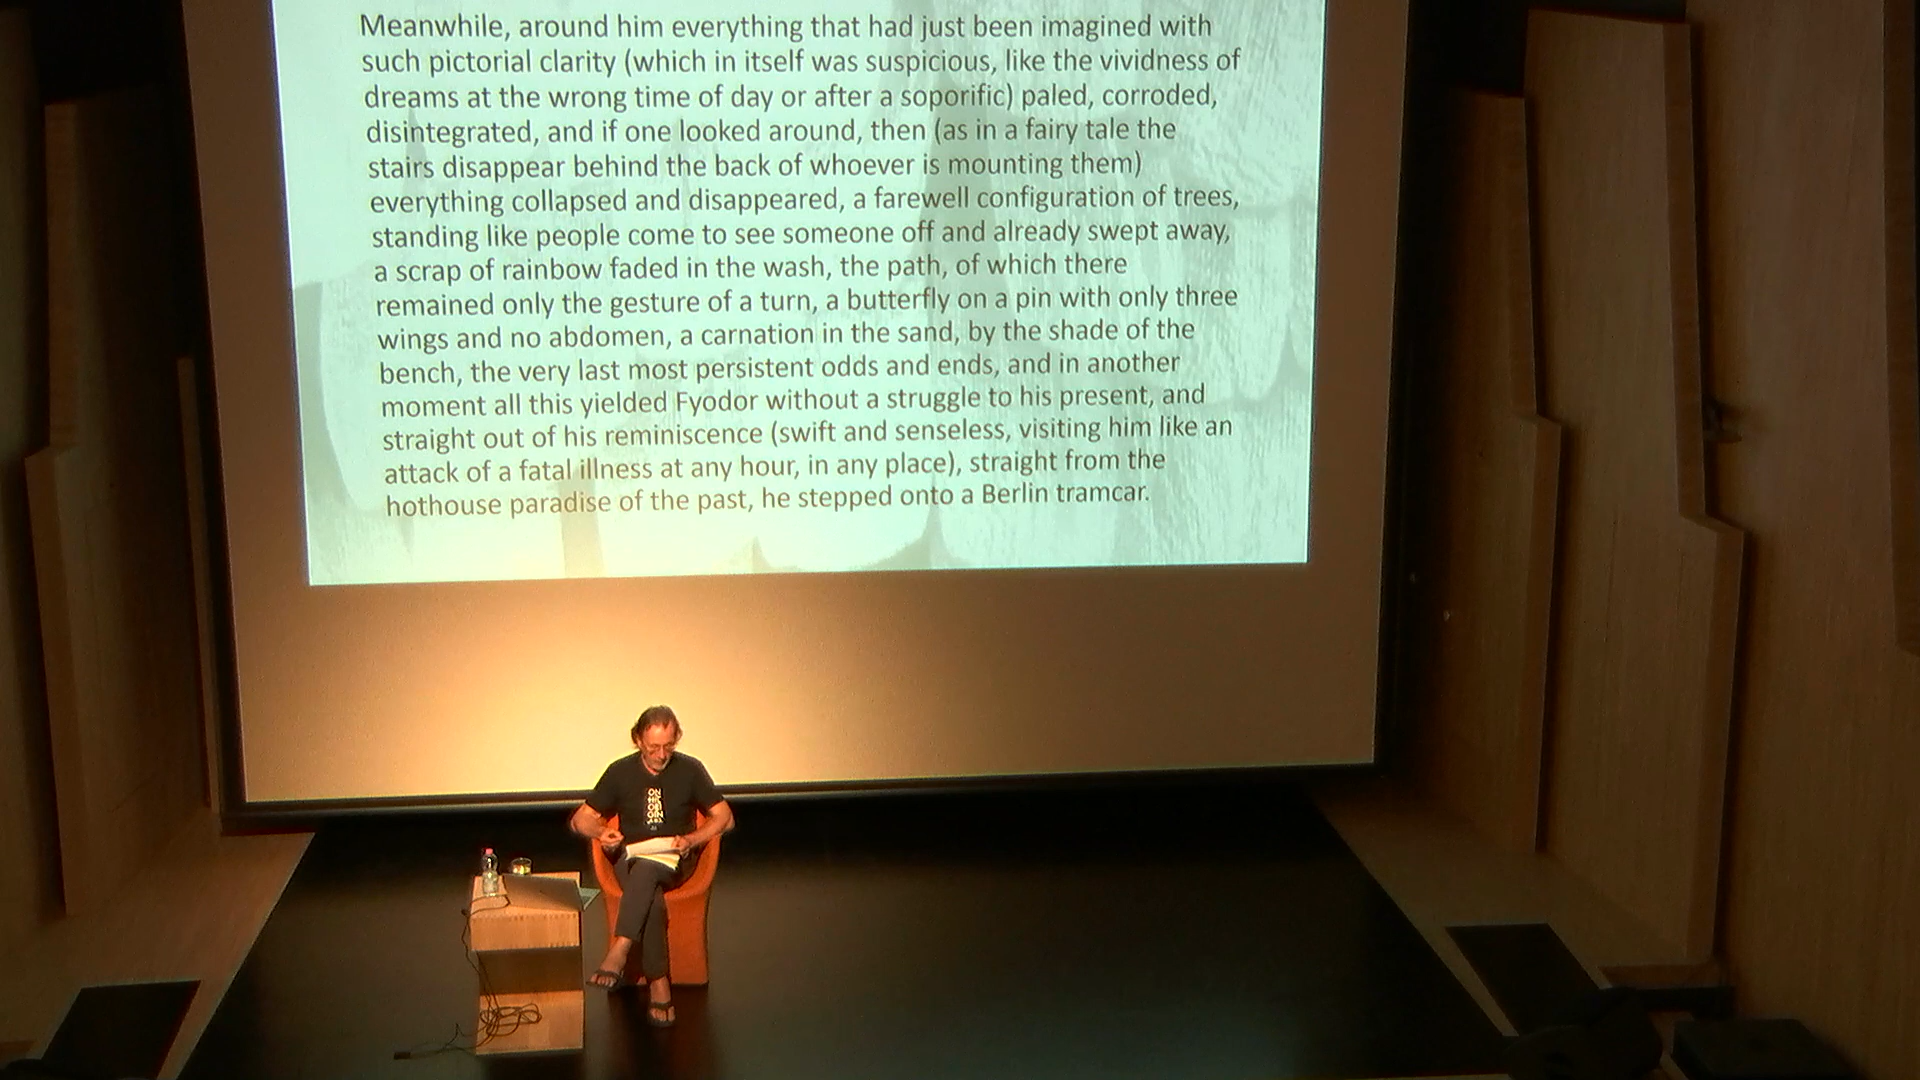 Meanwhile, around him everything that had just been imagined with
such pictorial clarity (which in itself was suspicious, like the vividness of
dreams at the wrong time of day or after a soporific) paled, corroded,
disintegrated, and if one looked around, then (as in a fairy tale the
stairs disappear behind the back of whoever is mounting them)
everything collapsed and disappeared, a farewell configuration of trees,
standing like people come to see someone off and already swept away,
a scrap of rainbow faded in the wash, the path, of which there
remained only the gesture of a turn, a butterfly on a pin with only three
wings and no abdomen, a carnation in the sand, by the shade of the
bench, the very last most persistent odds and ends, and in another
moment all this yielded Fyodor without a struggle to his present, and
straight out of his reminiscence (swift and senseless, visiting him like an
attack of a fatal illness at any hour, in any place), straight from the
hothouse paradise of the past, he stepped onto a Berlin tramcar.
ON
THE
ORI
GIN